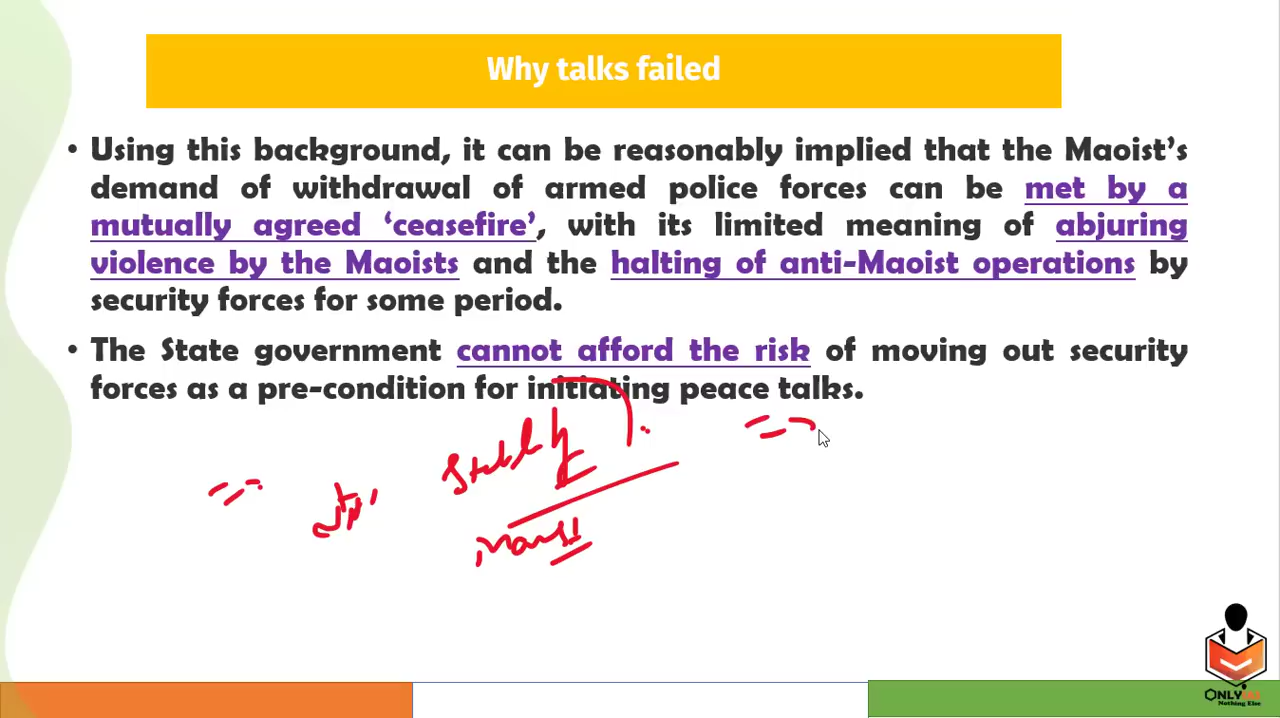 Why talks failed
• Using this background, it can be reasonably implied that the Maoist's
demand of withdrawal of armed police forces can be met by a
mutually agreed ‘ceasefire’, with its limited meaning of abjuring
violence by the Maoists and the halting of anti-Maoist operations by
security forces for some period.
• The State government cannot afford the risk of moving out security
forces as a pre-condition for initiating peace talks.
ONLY IAS
Nothing Else